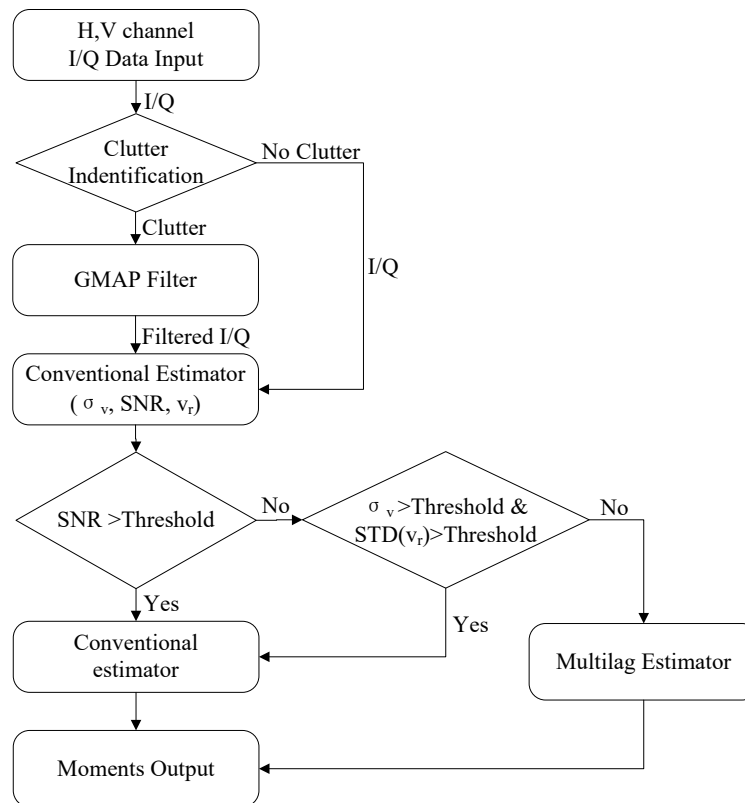 H,V channel
I/Q Data Input
I/Q
Clutter
Indentification
No Clutter
Clutter
I/Q
GMAP Filter
Filtered I/Q
Conventional Estimator
( σ v, SNR, vr)
SNR >Threshold
No
σ v>Threshold &
STD(vr)>Threshold
No
Yes
Yes
Conventional
estimator
Multilag Estimator
Moments Output